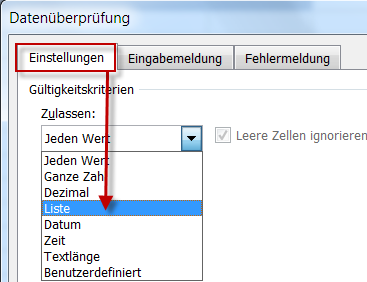 Datenüberprüfung
Einstellungen Eingabemeldung Fehlermeldung
Gültigkeitskriterien
Zulassen:
Jeden Wert Leere Zellen ignorieren
Jeden Wert
Ganze Zahl
Dezimal
Liste
Datum
Zeit
Textlänge
Benutzerdefiniert